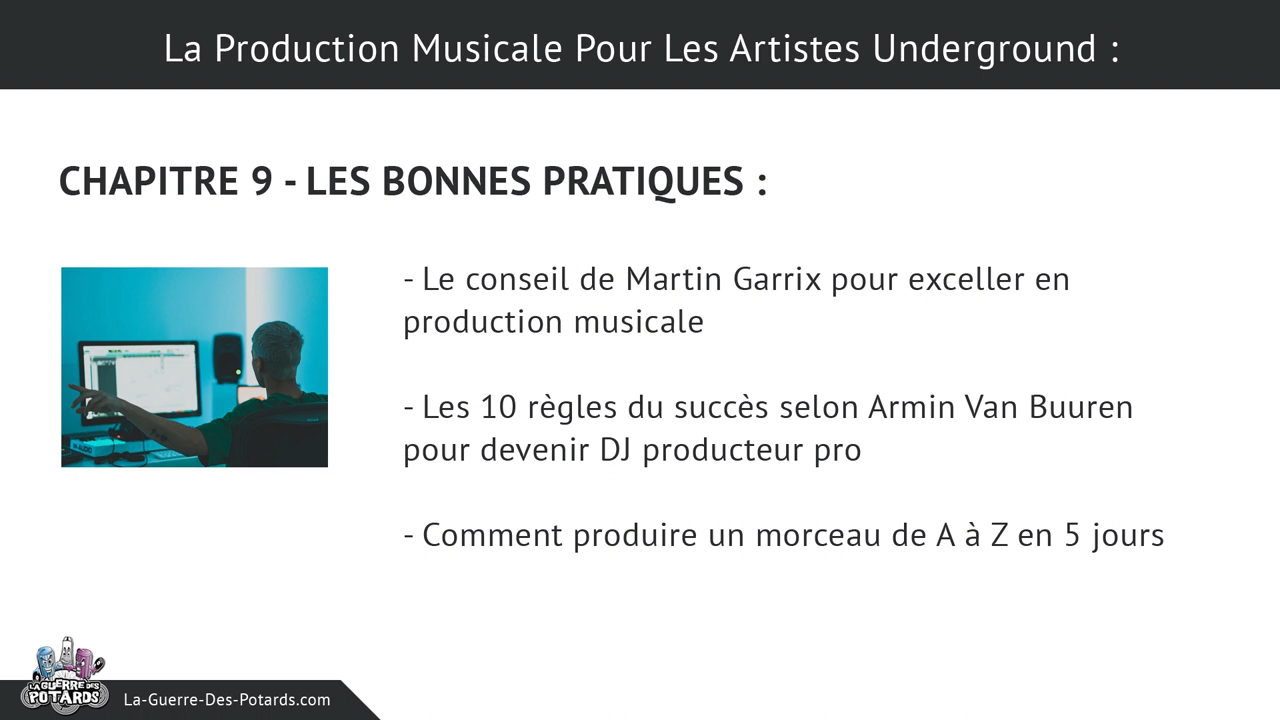 La Production Musicale Pour Les Artistes Underground :
CHAPITRE 9 - LES BONNES PRATIQUES :
- Le conseil de Martin Garrix pour exceller en
production musicale
- Les 10 règles du succès selon Armin Van Buuren
pour devenir DJ producteur pro
- Comment produire un morceau de A à Z en 5 jours
LA GUERRE DES
POTARDS
La-Guerre-Des-Potards.com